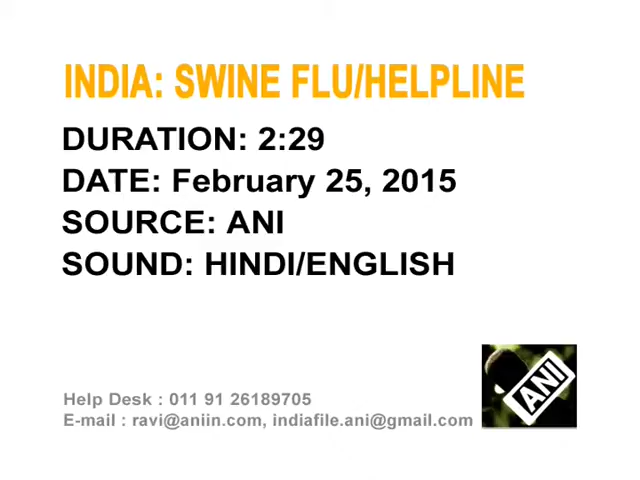 INDIA: SWINE FLU/HELPLINE
DURATION: 2:29
DATE: February 25, 2015
SOURCE: ANI
SOUND: HINDI/ENGLISH
Help Desk : 011 91 26189705
E-mail : ravi@aniin.com, indiafile.ani@gmail.com
ANI